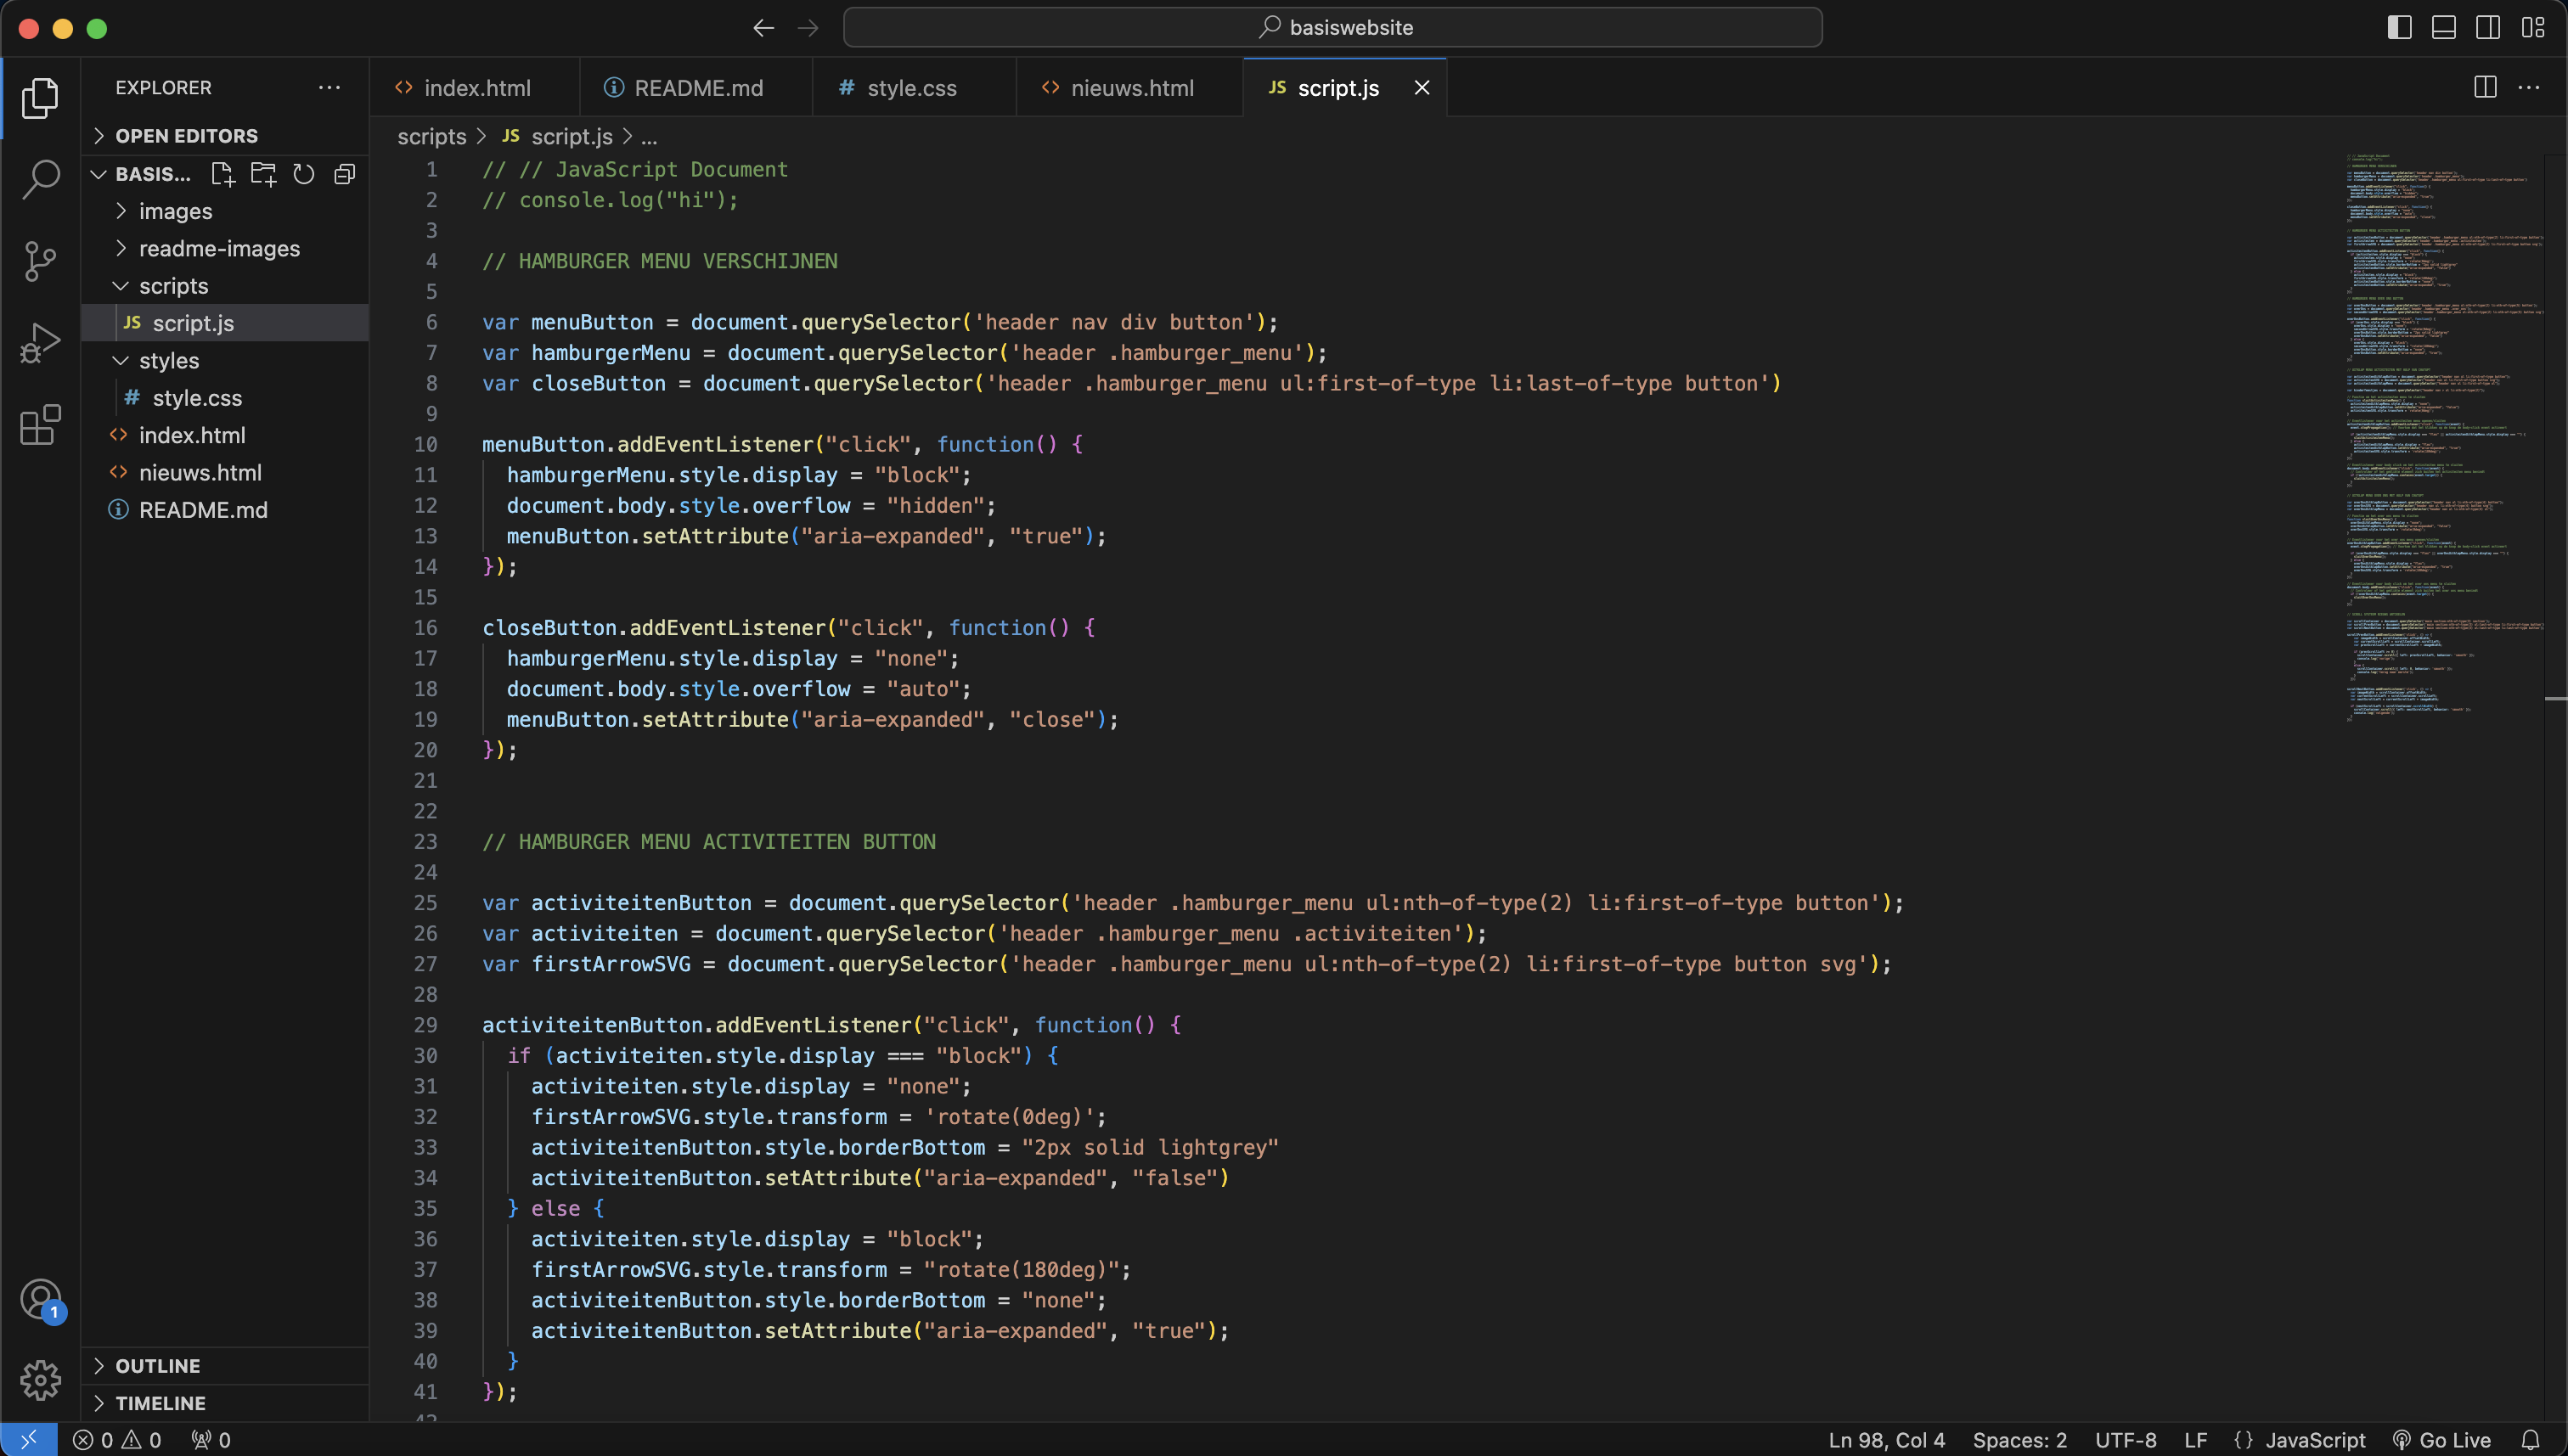 basiswebsite
EXPLORER
OPEN EDITORS
BASIS...
images
readme-images
scripts
JS script.js
styles
# style.css
<> index.html
<> nieuws.html
README.md
OUTLINE
TIMELINE
<> index.html
README.md
# style.css
<> nieuws.html
JS script.js
scripts > JS script.js > ...
1 // // JavaScript Document
2 // console.log("hi");
3
4 // HAMBURGER MENU VERSCHIJNEN
5
6 var menuButton = document.querySelector('header nav div button');
7 var hamburgerMenu = document.querySelector('header .hamburger_menu');
8 var closeButton = document.querySelector('header .hamburger_menu ul:first-of-type li:last-of-type button')
9
10 menuButton.addEventListener("click", function() {
11 hamburgerMenu.style.display = "block";
12 document.body.style.overflow = "hidden";
13 menuButton.setAttribute("aria-expanded", "true");
14 });
15
16 closeButton.addEventListener("click", function() {
17 hamburgerMenu.style.display = "none";
18 document.body.style.overflow = "auto";
19 menuButton.setAttribute("aria-expanded", "close");
20 });
21
22
23 // HAMBURGER MENU ACTIVITEITEN BUTTON
24
25 var activiteitenButton = document.querySelector('header .hamburger_menu ul:nth-of-type(2) li:first-of-type button');
26 var activiteiten = document.querySelector('header .hamburger_menu .activiteiten');
27 var firstArrowSVG = document.querySelector('header .hamburger_menu ul:nth-of-type(2) li:first-of-type button svg');
28
29 activiteitenButton.addEventListener("click", function() {
30 if (activiteiten.style.display === "block") {
31 activiteiten.style.display = "none";
32 firstArrowSVG.style.transform = 'rotate(0deg)';
33 activiteitenButton.style.borderBottom = "2px solid lightgrey"
34 activiteitenButton.setAttribute("aria-expanded", "false")
35 } else {
36 activiteiten.style.display = "block";
37 firstArrowSVG.style.transform = "rotate(180deg)";
38 activiteitenButton.style.borderBottom = "none";
39 activiteitenButton.setAttribute("aria-expanded", "true");
40 }
41 });
1
0 0 0
Ln 98, Col 4 Spaces: 2 UTF-8 LF {} JavaScript Go Live